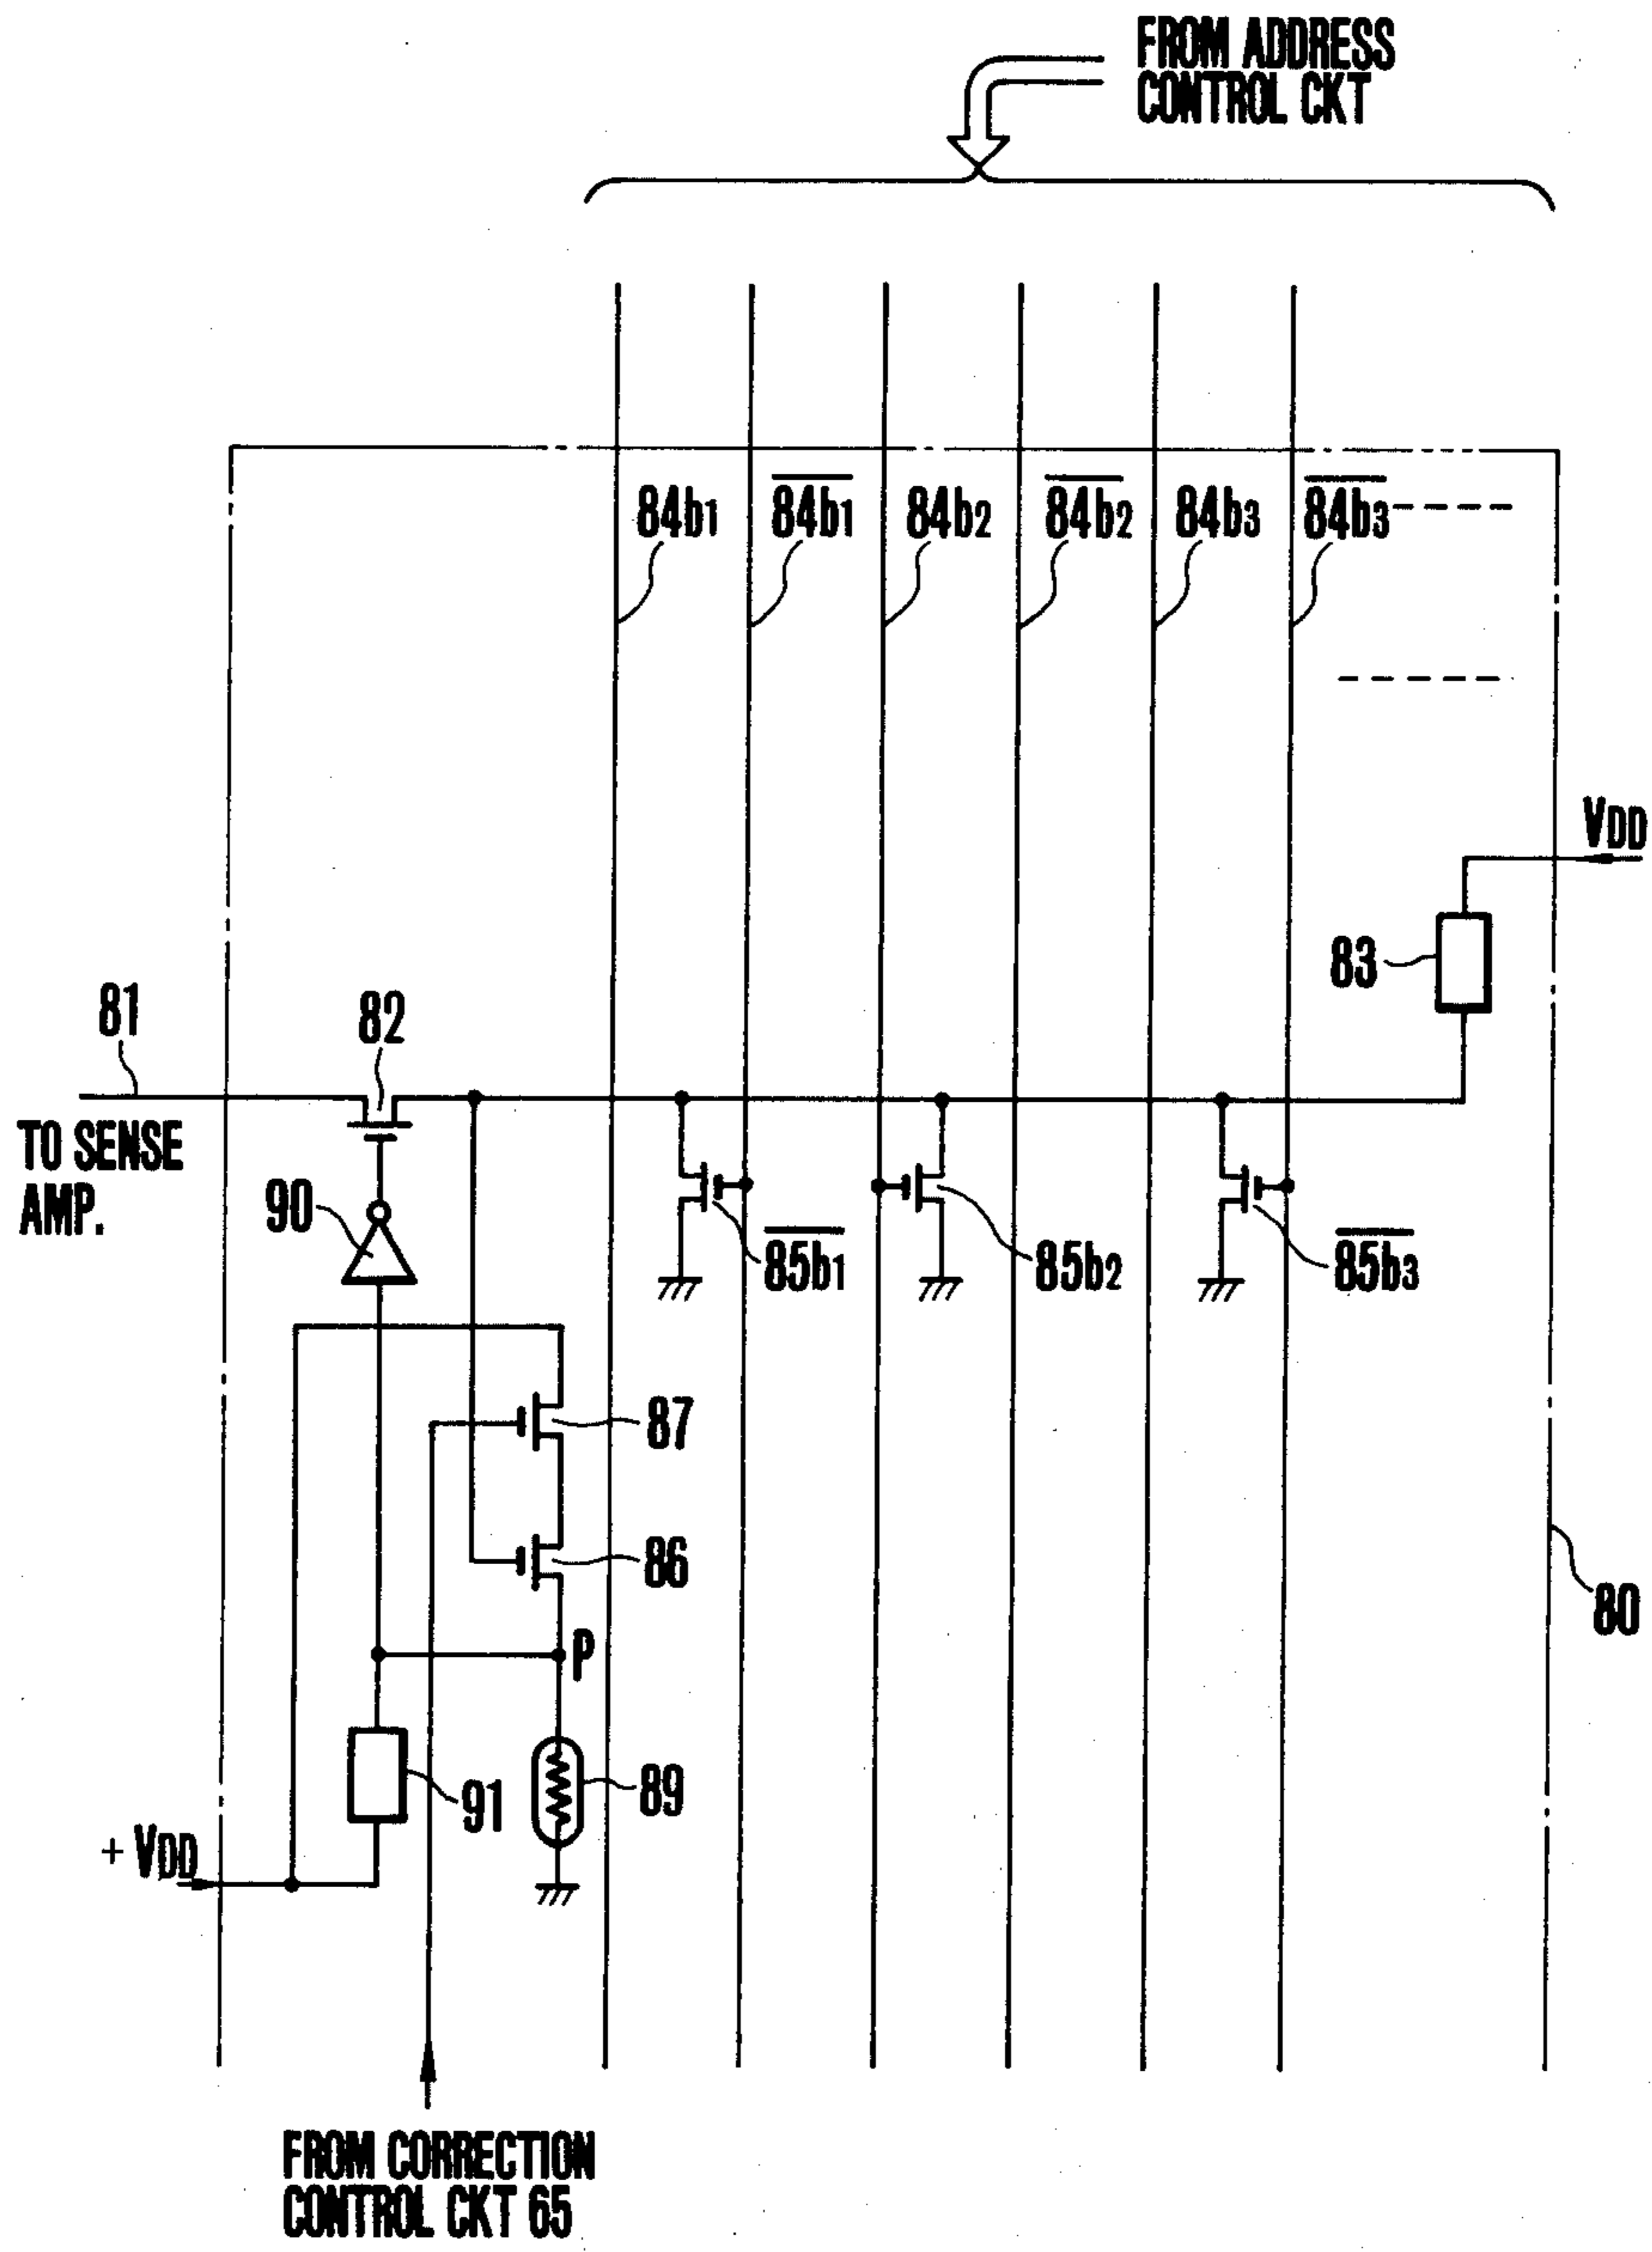 FROM ADDRESS
CONTROL CKT
84b1 84b1 84b2 84b2 84b3 84b3
VDD
83
81
82
TO SENSE
AMP.
90
85b1 85b2 85b3
87
86
80
P
91
89
+ VDD
FROM CORRECTION
CONTROL CKT 65